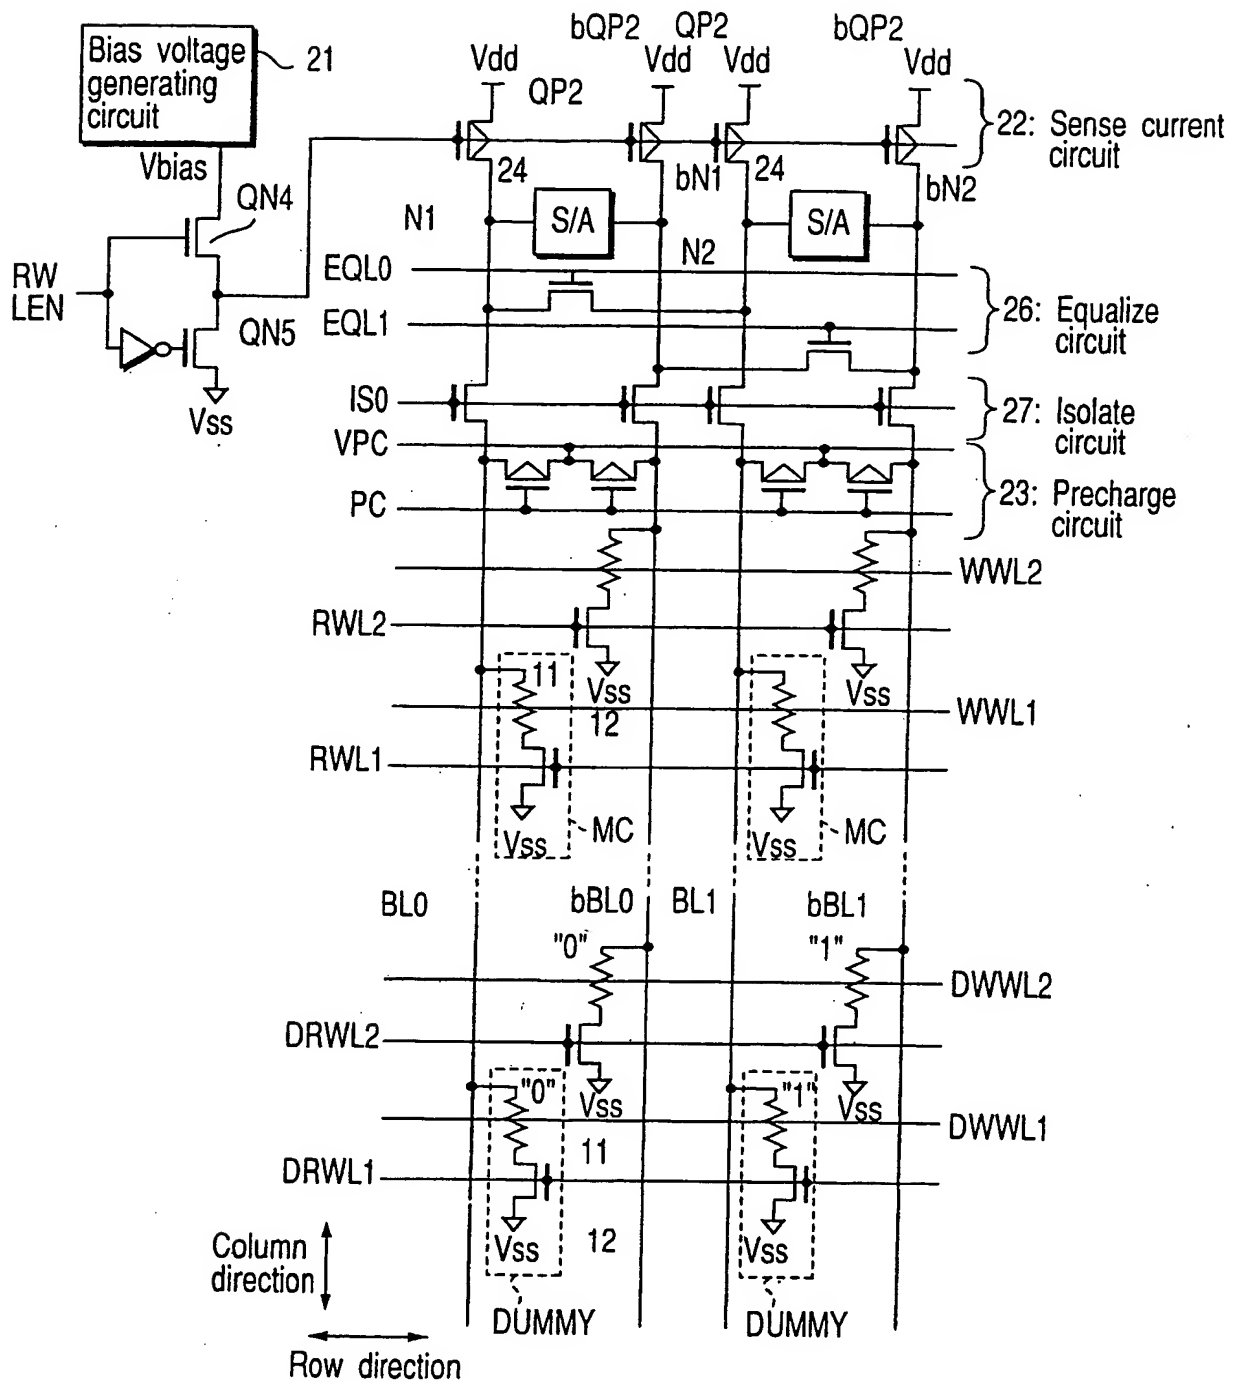 bQP2 QP2 bQP2
Bias voltage
generating
circuit
21
Vdd Vdd Vdd Vdd
QP2
22: Sense current
circuit
Vbias
24 bN1 24 bN2
QN4
N1 S/A S/A
N2
RW
LEN
EQL0
26: Equalize
circuit
EQL1
QN5
Vss
IS0
27: Isolate
circuit
VPC
PC
23: Precharge
circuit
WWL2
RWL2
11 Vss Vss
12 WWL1
RWL1
Vss MC Vss MC
BL0 bBL0 BL1 bBL1
"0" "1"
DWWL2
DRWL2
"0" Vss "1" Vss
DWWL1
11
DRWL1
12
Vss Vss
Column
direction
DUMMY DUMMY
Row direction